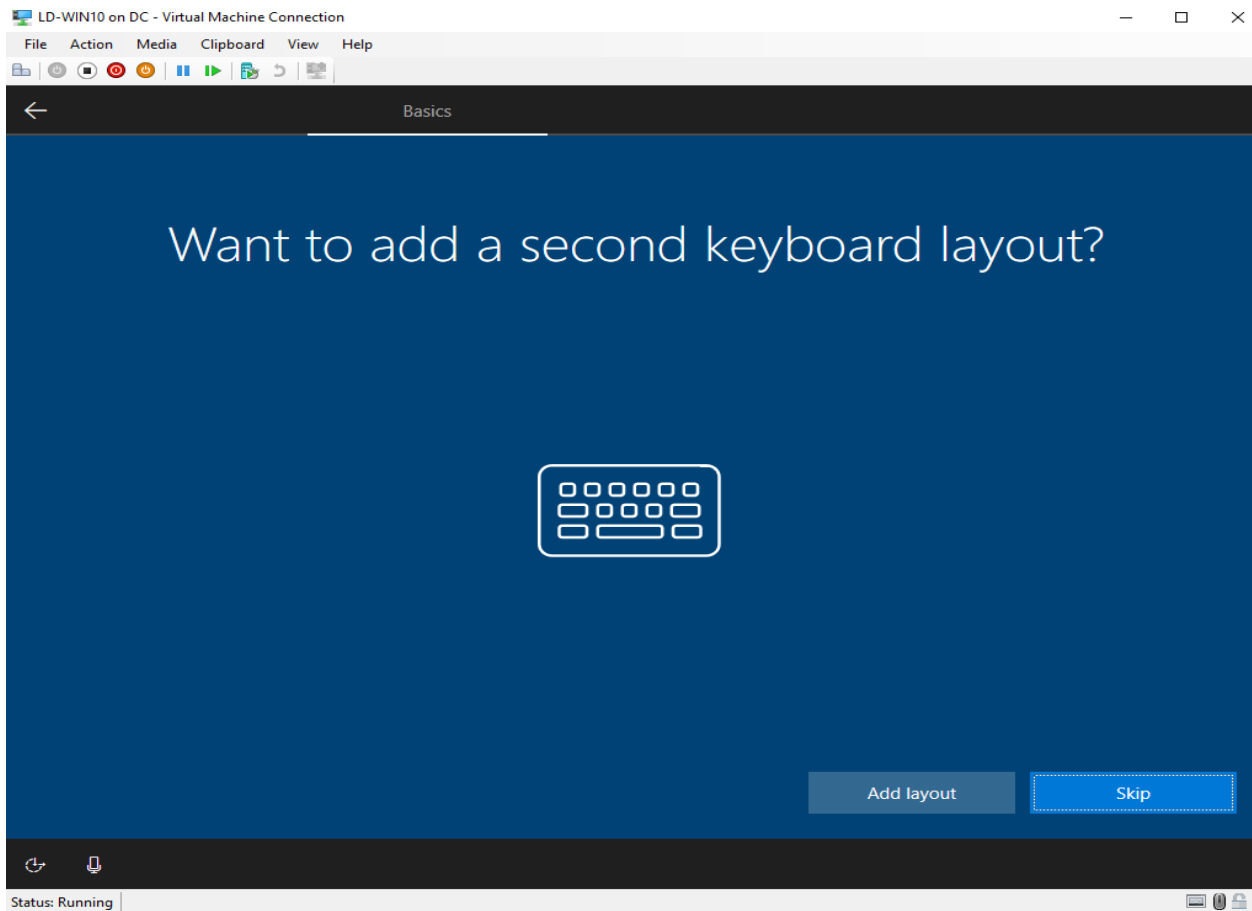 LD-WIN10 on DC - Virtual Machine Connection
File Action Media Clipboard View Help
Basics
Want to add a second keyboard layout?
Add layout Skip
Status: Running